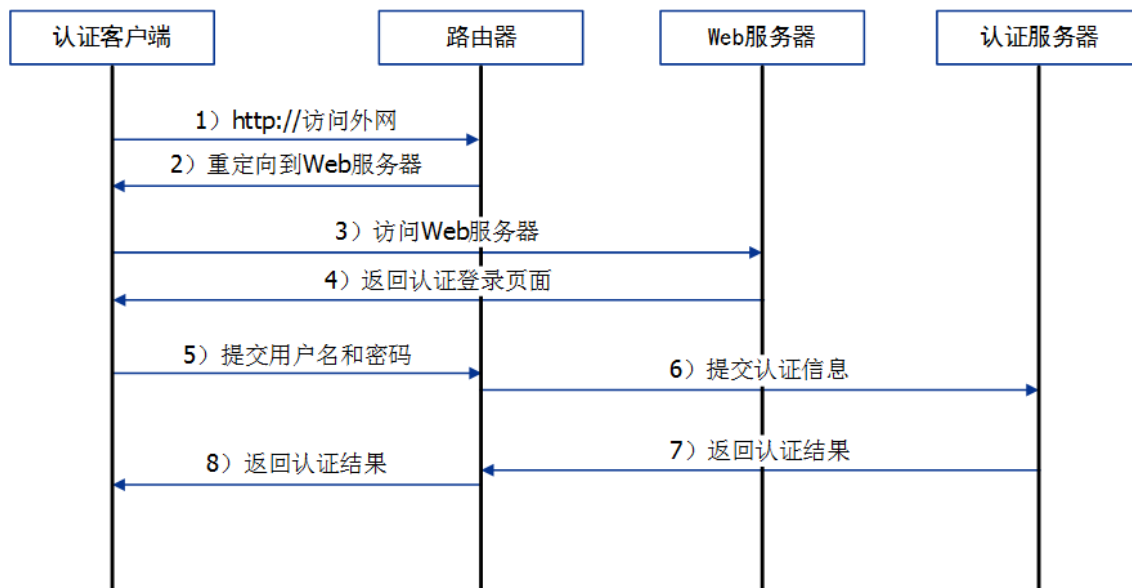 认证客户端
路由器
Web服务器
认证服务器
1）http://访问外网
2）重定向到Web服务器
3）访问Web服务器
4）返回认证登录页面
5）提交用户名和密码
6）提交认证信息
7）返回认证结果
8）返回认证结果